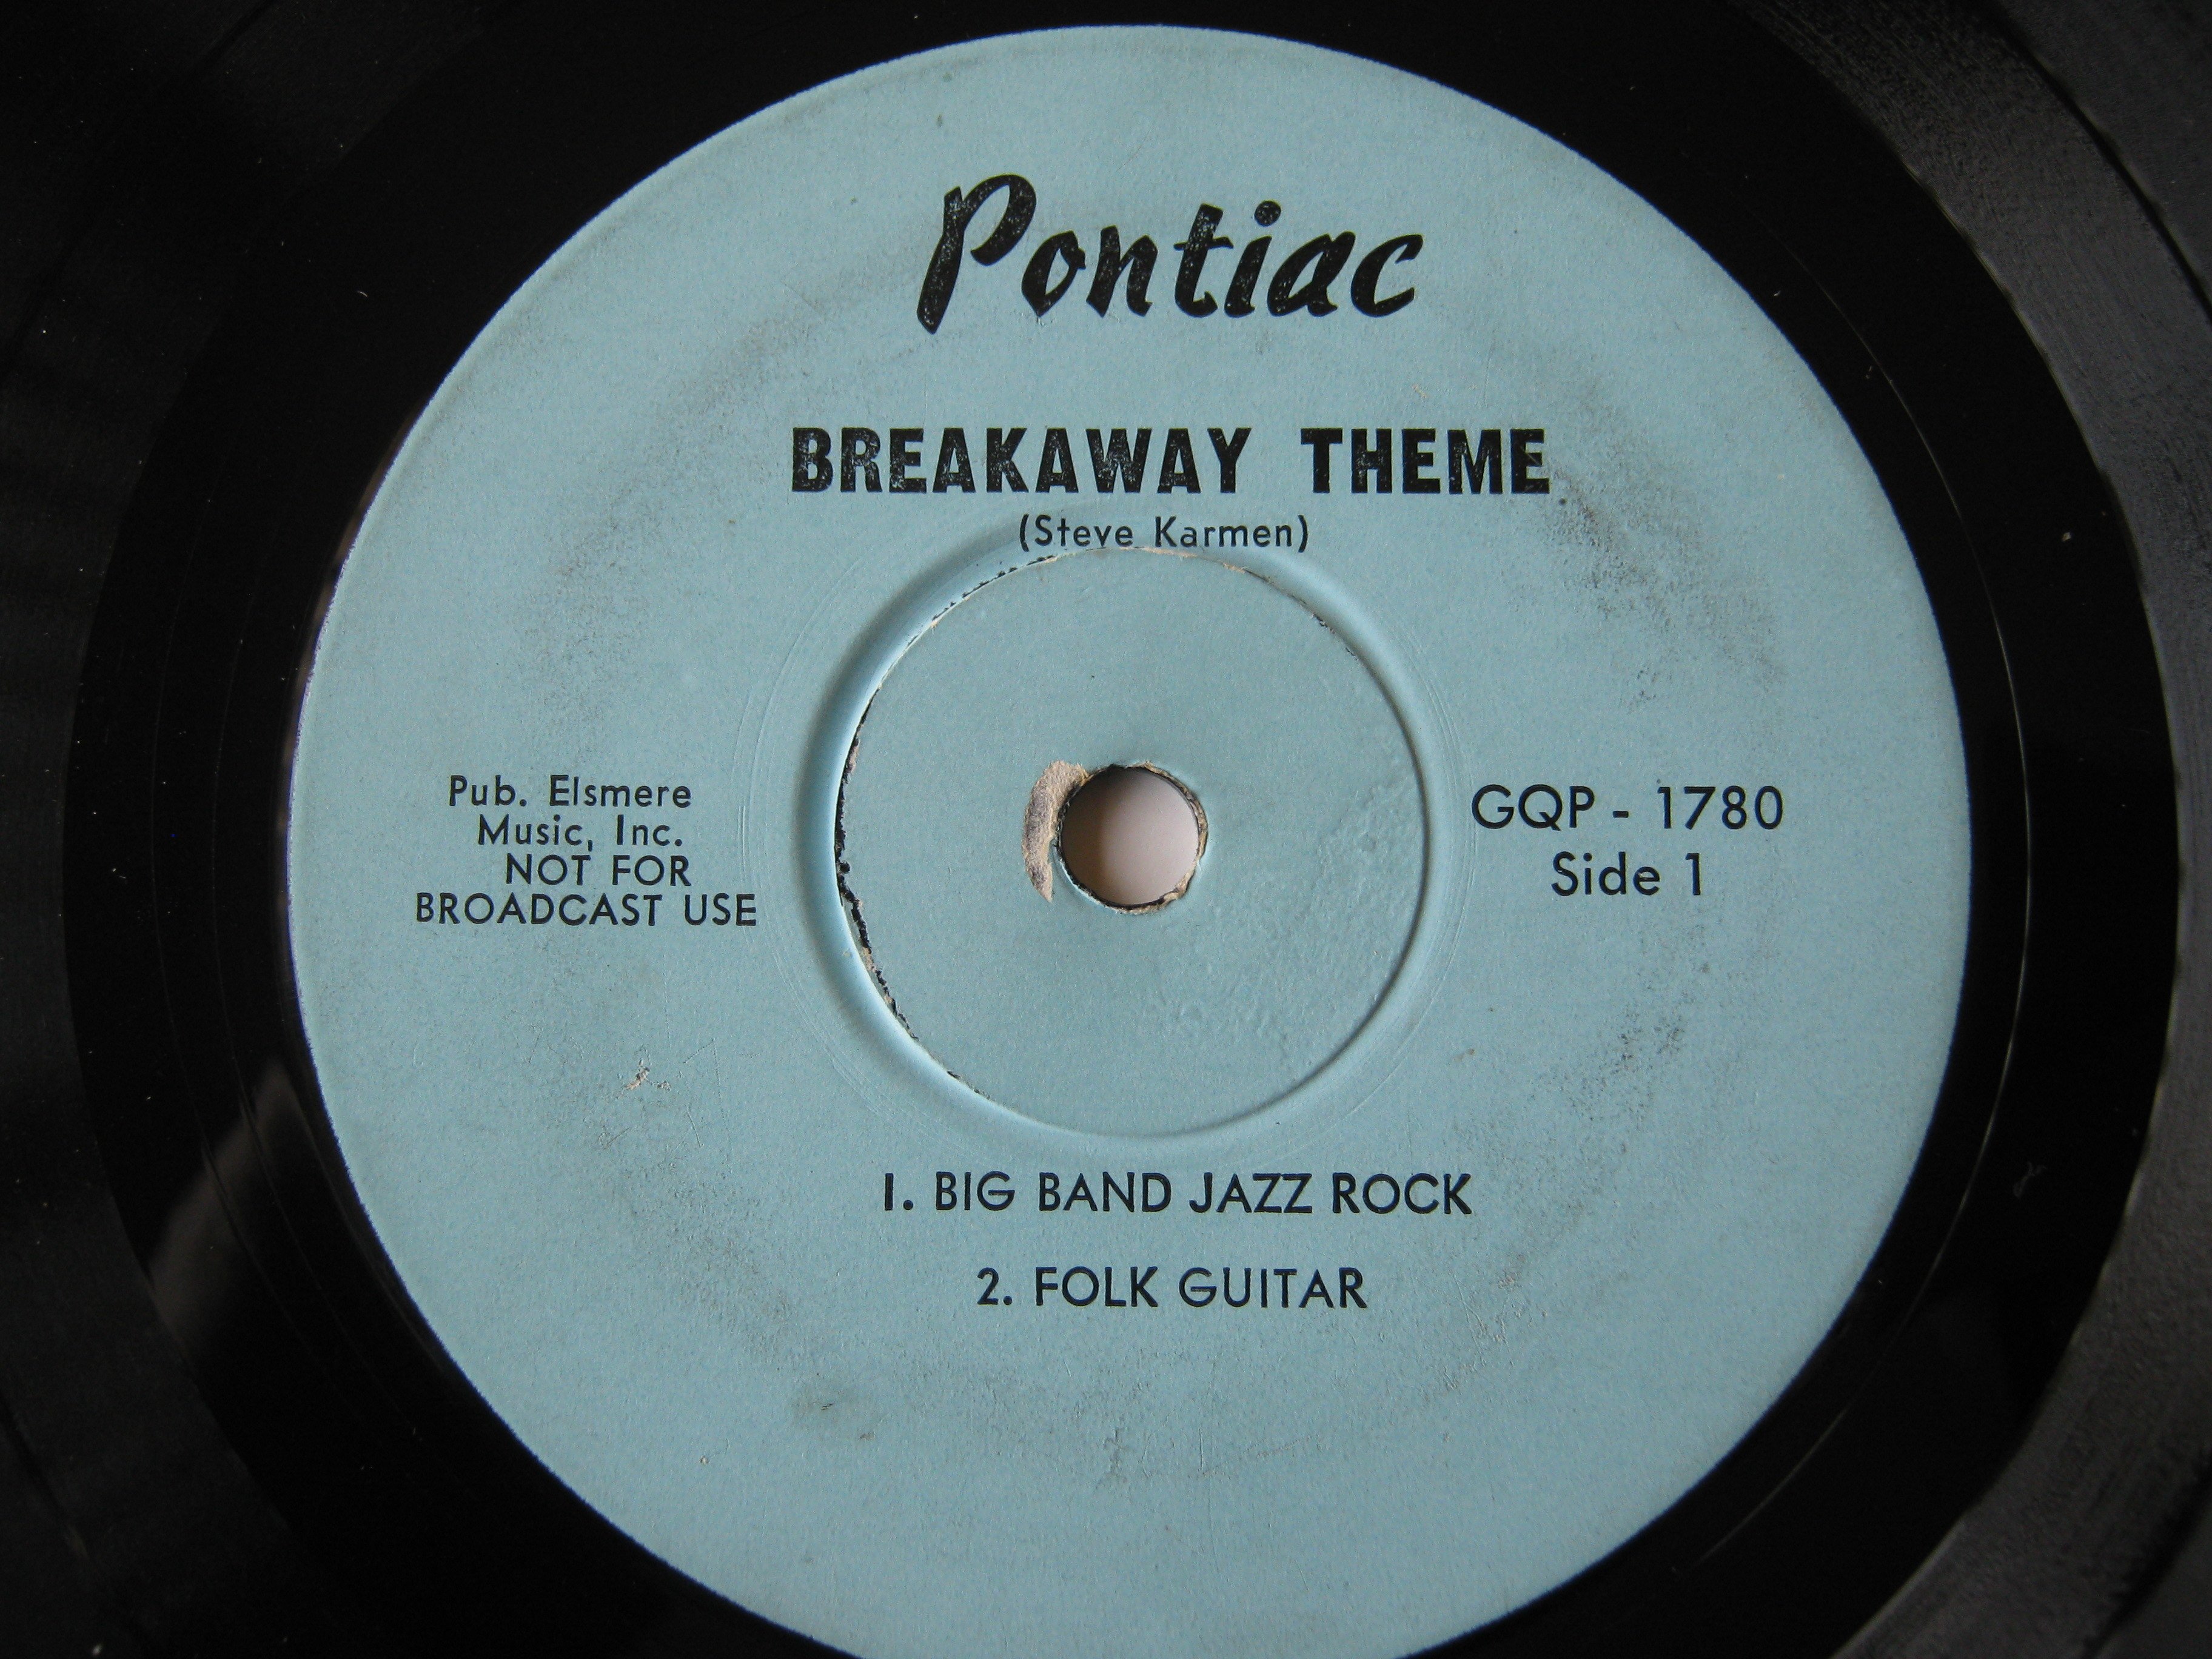 Pontiac
BREAKAWAY THEME
(Steve Karmen)
Pub. Elsmere
Music, Inc.
NOT FOR
BROADCAST USE
GQP - 1780
Side 1
1. BIG BAND JAZZ ROCK
2. FOLK GUITAR